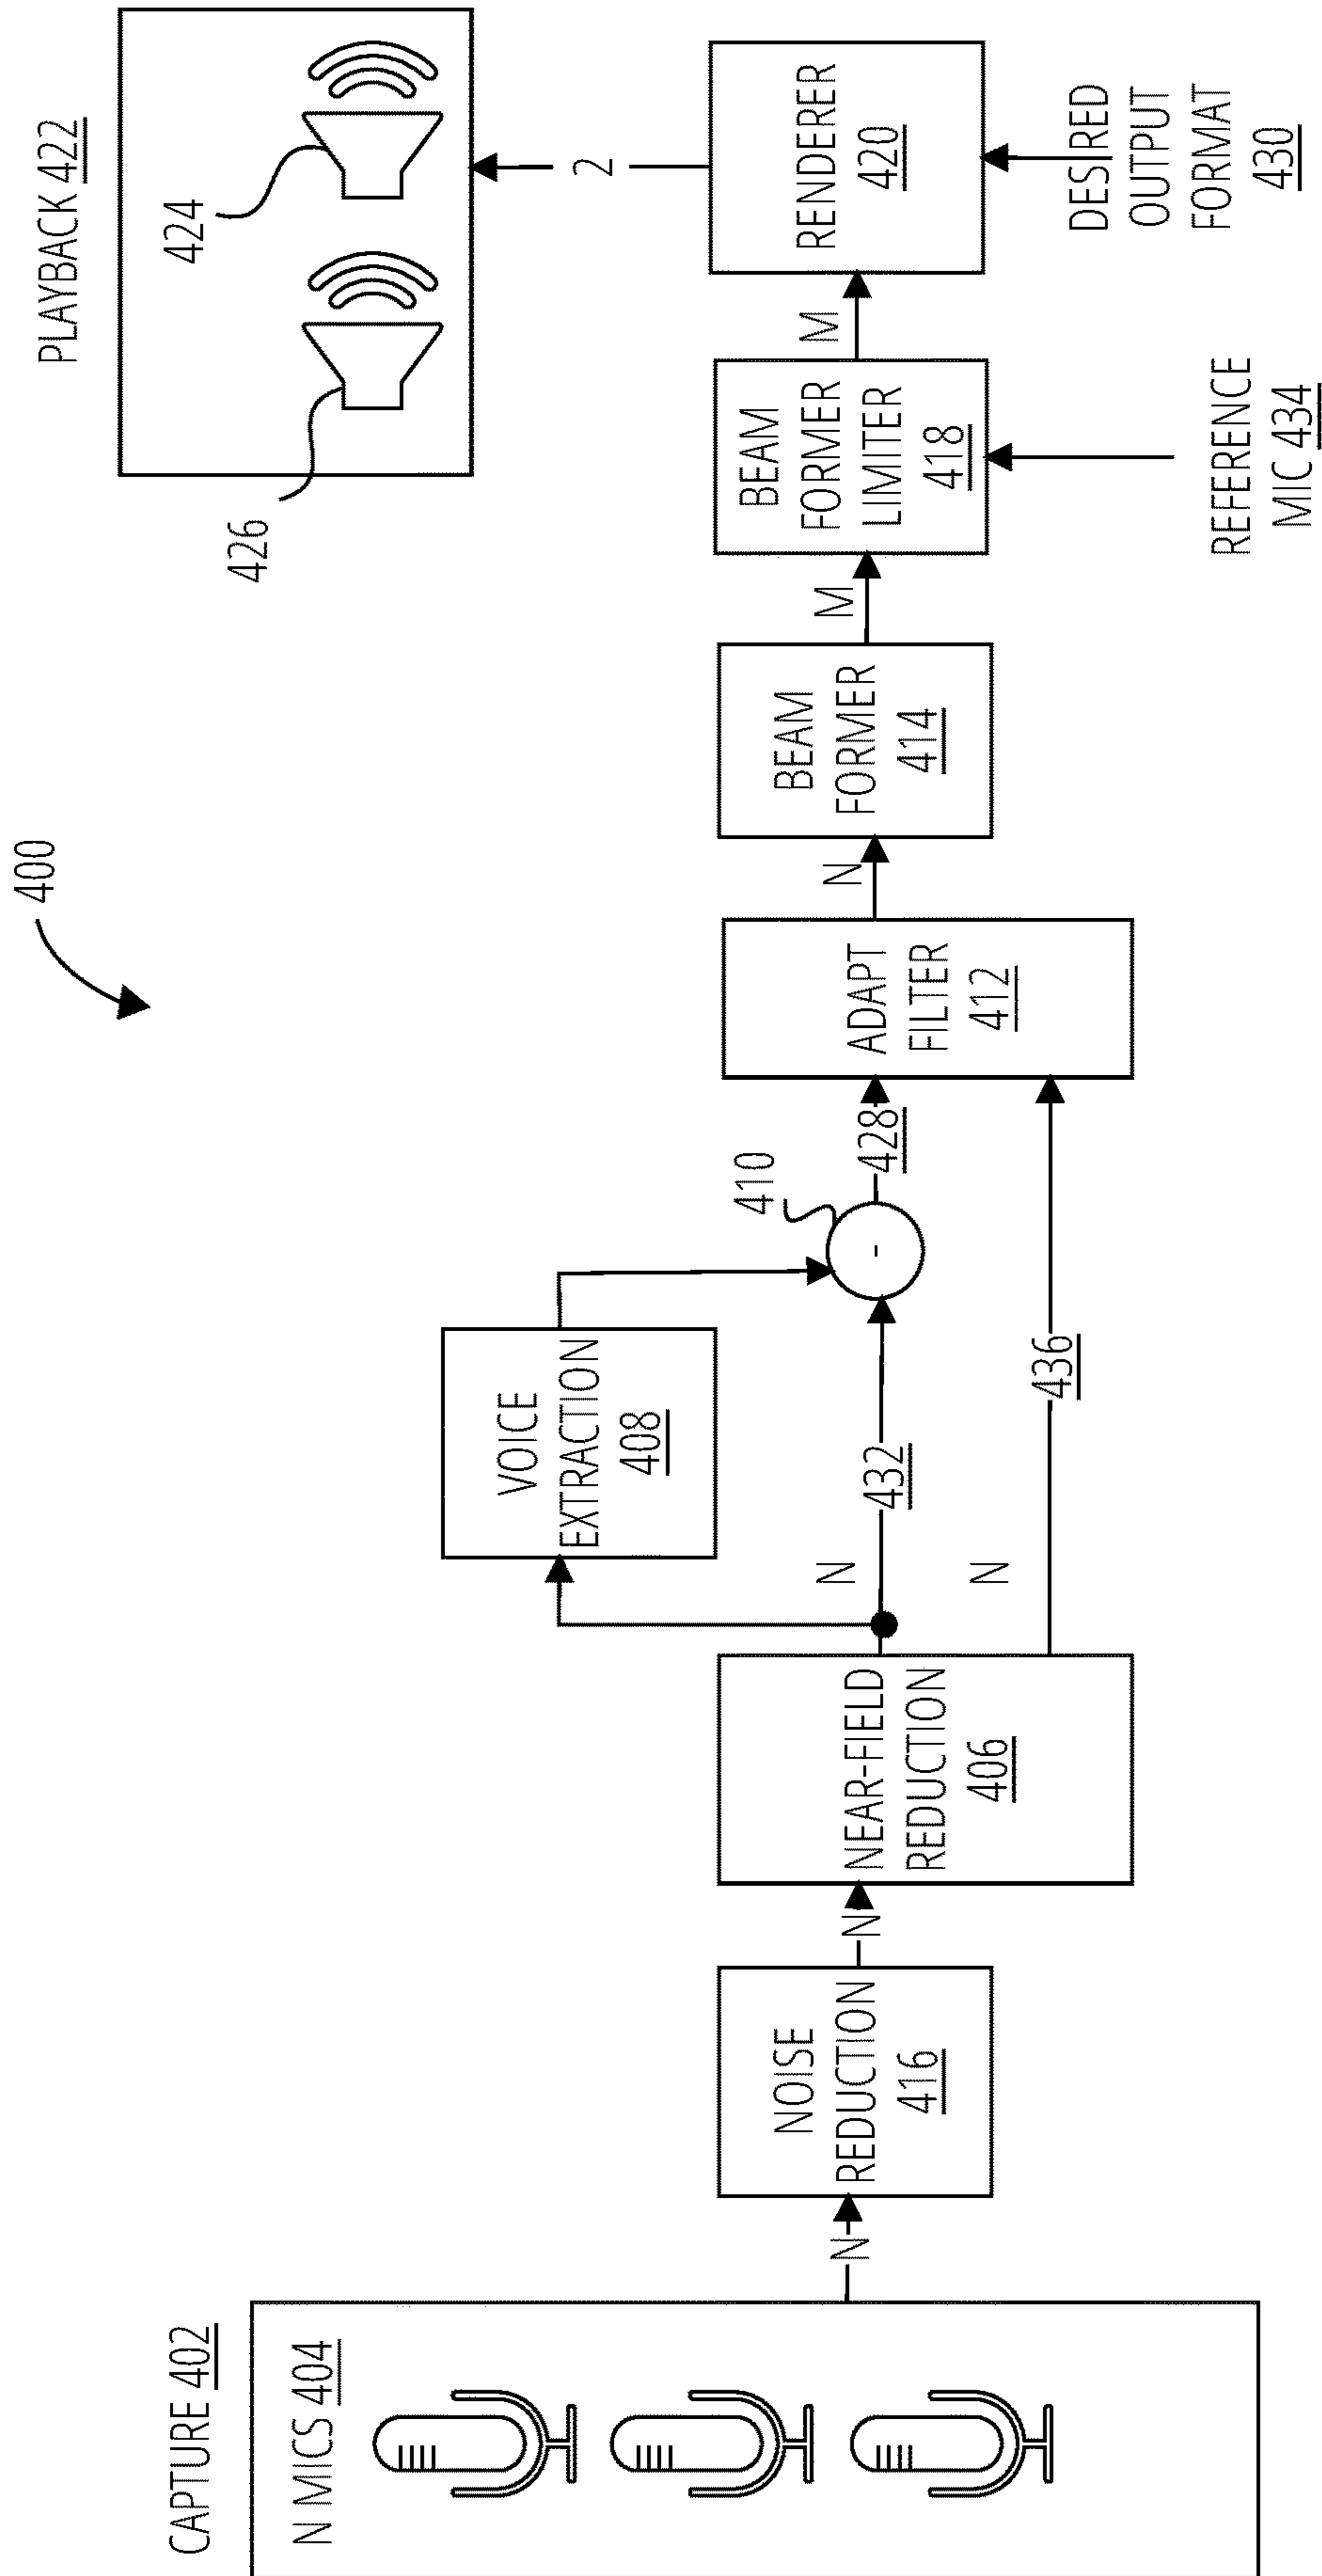 400
CAPTURE 402
N MICS 404
N
NOISE
REDUCTION
416
N
NEAR-FIELD
REDUCTION
406
N
N
432
436
VOICE
EXTRACTION
408
410
-
428
ADAPT
FILTER
412
N
BEAM
FORMER
414
M
BEAM
FORMER
LIMITER
418
REFERENCE
MIC 434
M
RENDERER
420
DESIRED
OUTPUT
FORMAT
430
2
PLAYBACK 422
426
424